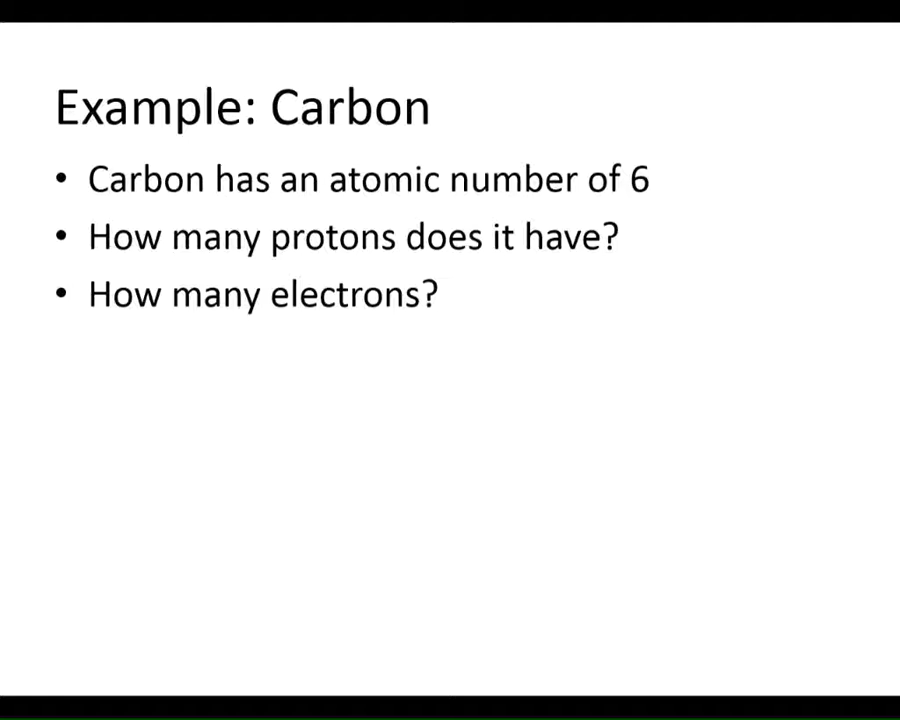 Example: Carbon
• Carbon has an atomic number of 6
• How many protons does it have?
• How many electrons?